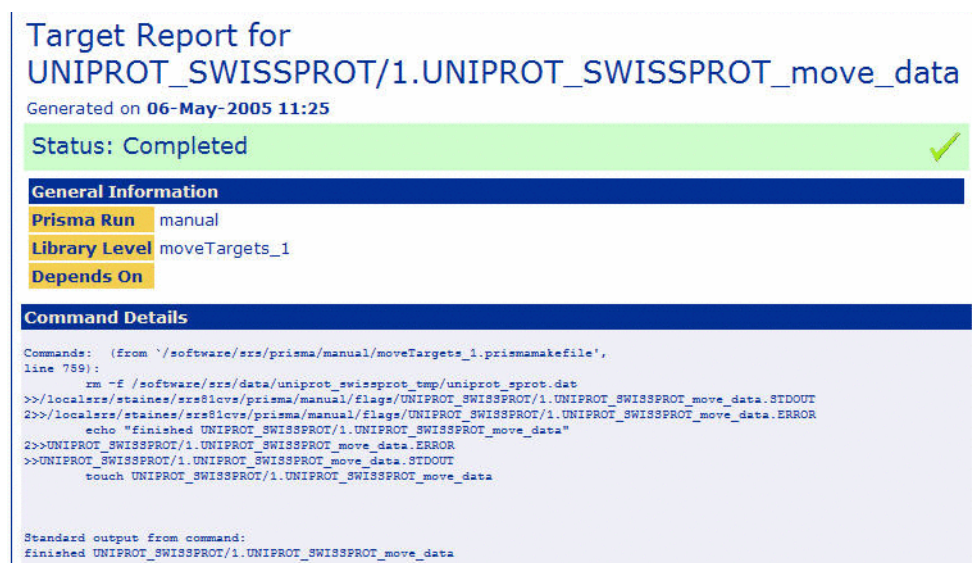 Target Report for
UNIPROT_SWISSPROT/1.UNIPROT_SWISSPROT_move_data
Generated on 06-May-2005 11:25
Status: Completed
General Information
Prisma Run manual
Library Level moveTargets_1
Depends On
Command Details
Commands: (from `/software/srs/prisma/manual/moveTargets_1.prismamakefile',
line 759):
rm -f /software/srs/data/uniprot_swissprot_tmp/uniprot_sprot.dat
>>/localsrs/staines/srs81cvs/prisma/manual/flags/UNIPROT_SWISSPROT/1.UNIPROT_SWISSPROT_move_data.STDOUT
2>>/localsrs/staines/srs81cvs/prisma/manual/flags/UNIPROT_SWISSPROT/1.UNIPROT_SWISSPROT_move_data.ERROR
echo "finished UNIPROT_SWISSPROT/1.UNIPROT_SWISSPROT_move_data"
2>>UNIPROT_SWISSPROT/1.UNIPROT_SWISSPROT_move_data.ERROR
>>UNIPROT_SWISSPROT/1.UNIPROT_SWISSPROT_move_data.STDOUT
touch UNIPROT_SWISSPROT/1.UNIPROT_SWISSPROT_move_data
Standard output from command:
finished UNIPROT_SWISSPROT/1.UNIPROT_SWISSPROT_move_data